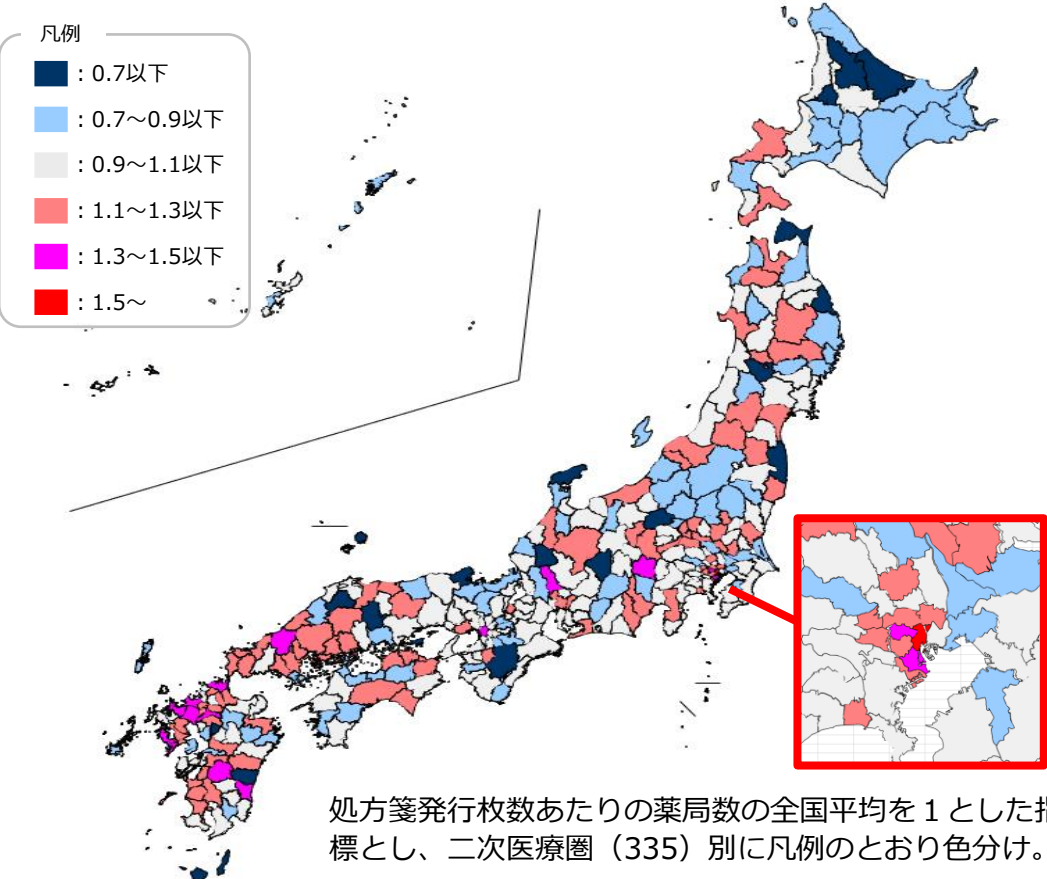 凡例
：0.7以下
：0.7～0.9以下
：0.9～1.1以下
：1.1～1.3以下
：1.3～1.5以下
：1.5～
処方箋発行枚数あたりの薬局数の全国平均を１とした指
標とし、二次医療圏（335）別に凡例のとおり色分け。